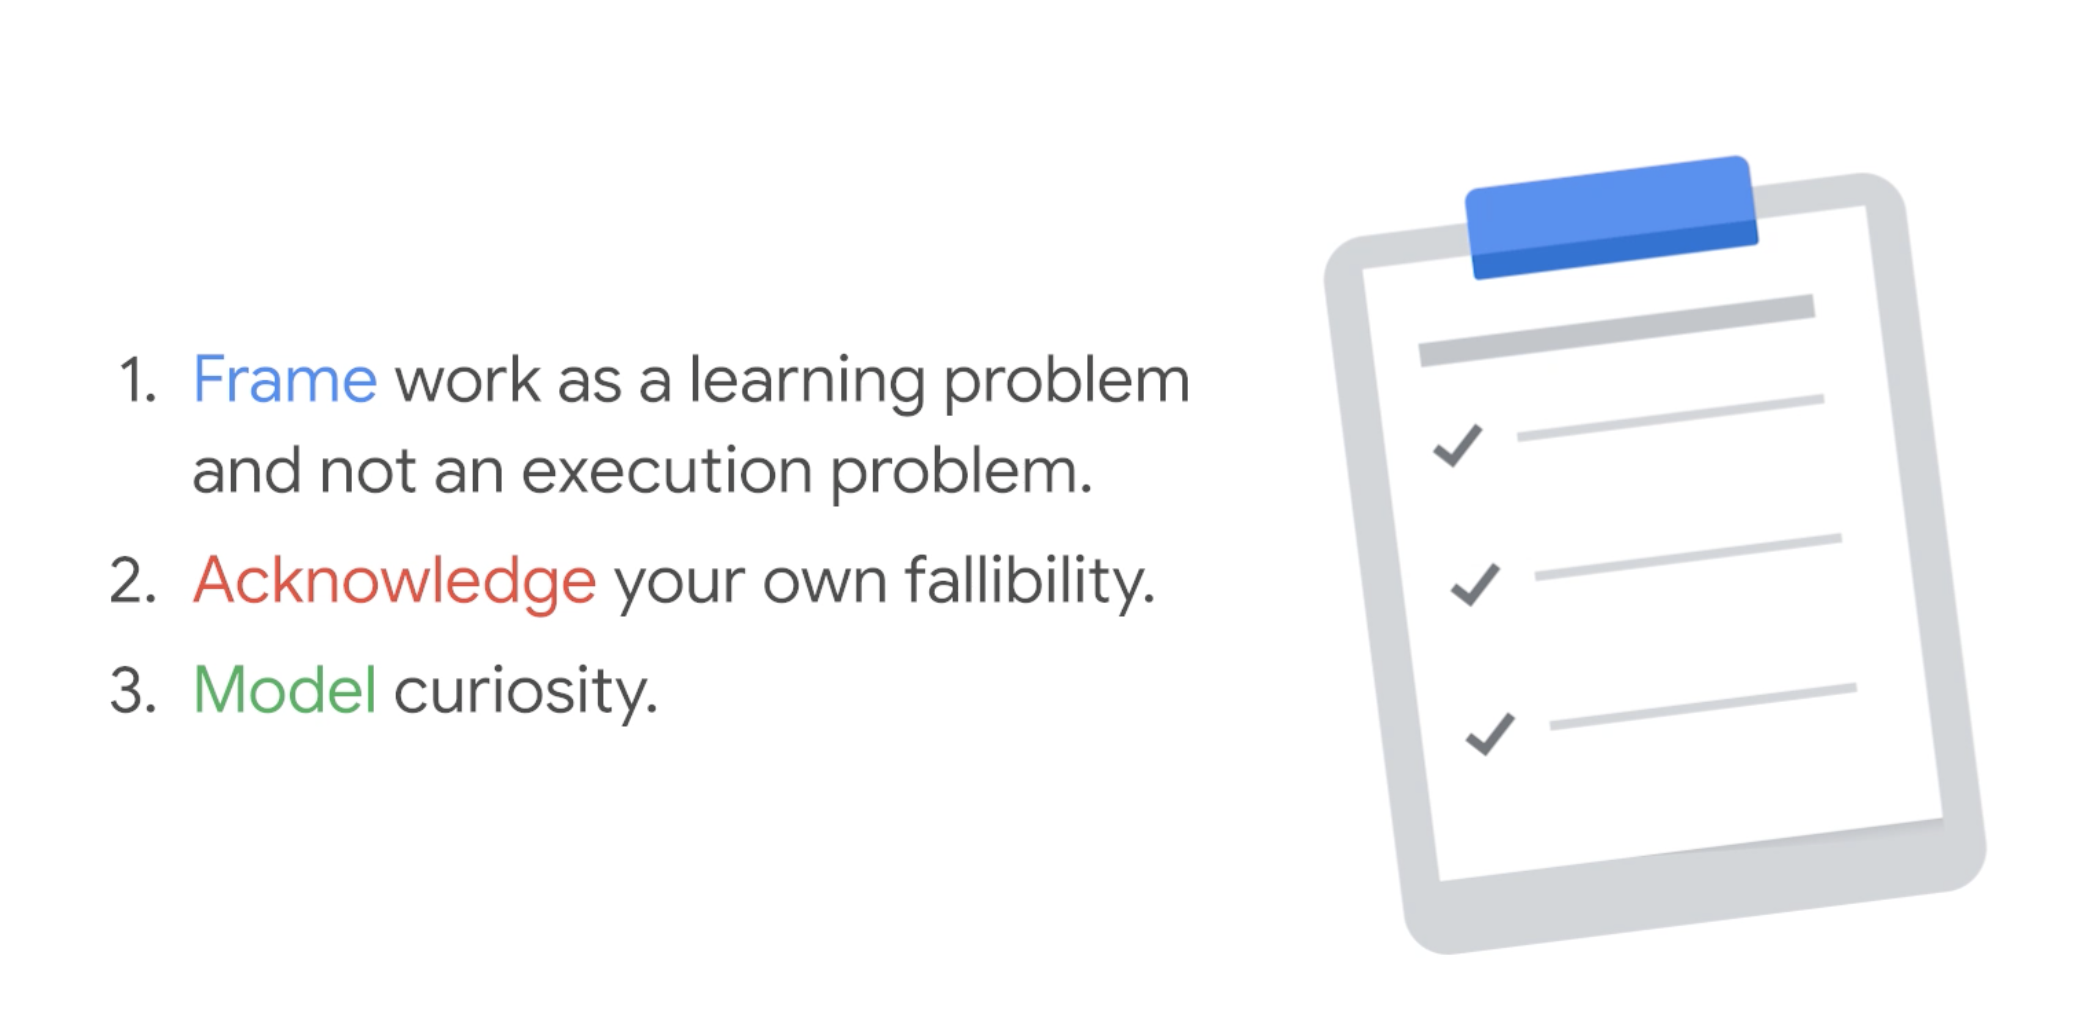 1. Frame work as a learning problem
and not an execution problem.
2. Acknowledge your own fallibility.
3. Model curiosity.